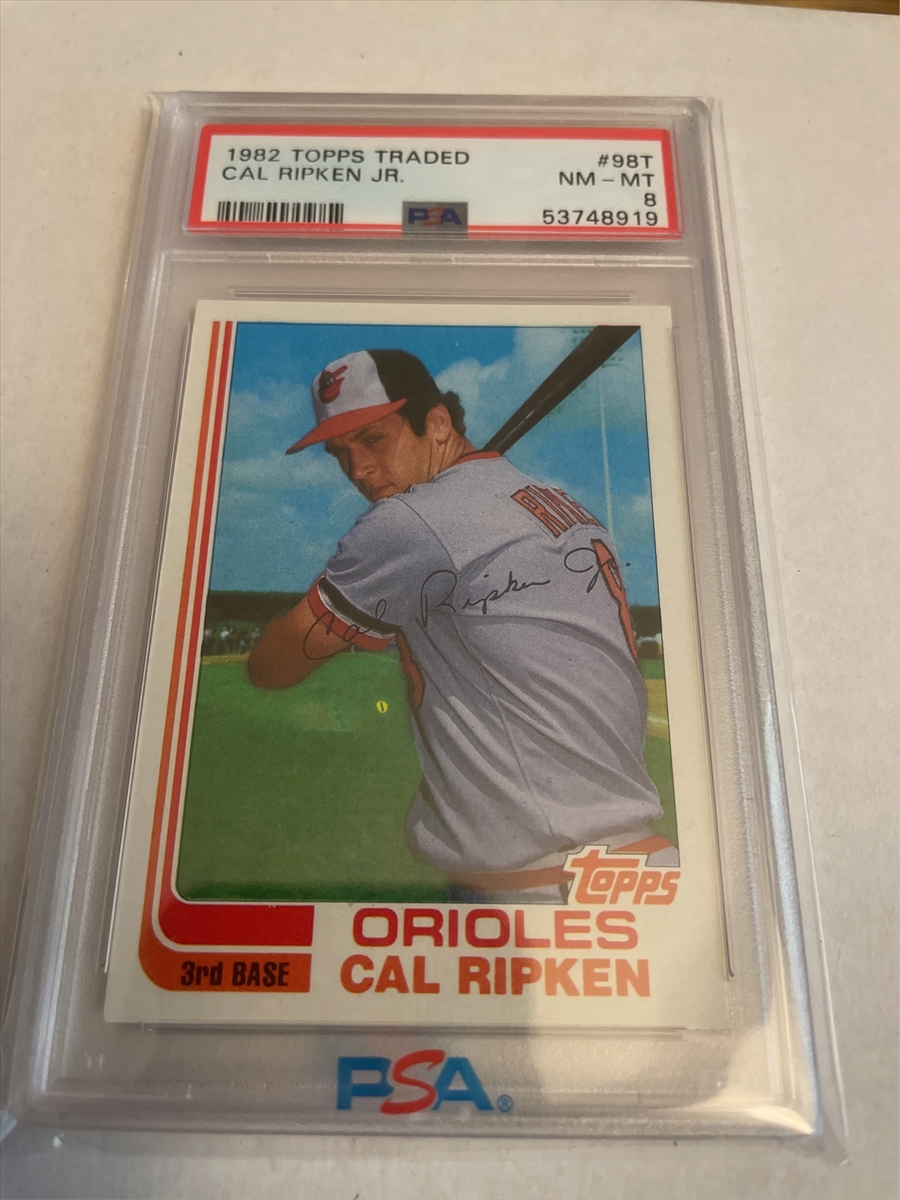 1982 TOPPS TRADED #98T
CAL RIPKEN JR. NM - MT
8
PSA 53748919
Cal Ripken Jr.
topps
ORIOLES
3rd BASE CAL RIPKEN
PSA®